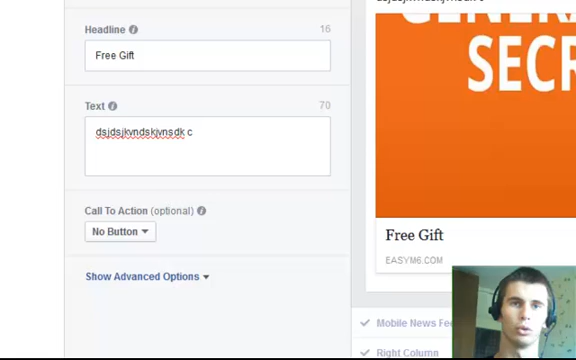 Headline
16
Free Gift
Text
70
dsjdsjkvndskjvnsdk c
Call To Action (optional)
No Button
Show Advanced Options
SECR
Free Gift
EASYM6.COM
Mobile News Fee
Right Column